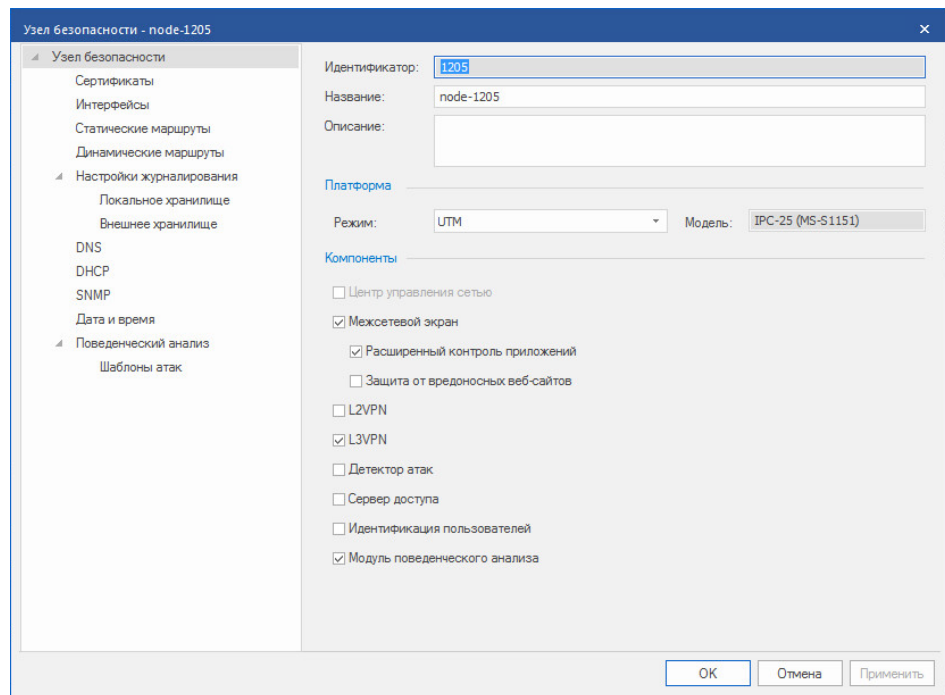 Узел безопасности - node-1205
Узел безопасности
Сертификаты
Интерфейсы
Статические маршруты
Динамические маршруты
Настройки журналирования
Локальное хранилище
Внешнее хранилище
DNS
DHCP
SNMP
Дата и время
Поведенческий анализ
Шаблоны атак
Идентификатор: 1205
Название: node-1205
Описание:
Платформа
Режим: UTM Модель: IPC-25 (MS-S1151)
Компоненты
Центр управления сетью
Межсетевой экран
Расширенный контроль приложений
Защита от вредоносных веб-сайтов
L2VPN
L3VPN
Детектор атак
Сервер доступа
Идентификация пользователей
Модуль поведенческого анализа
OK Отмена Применить